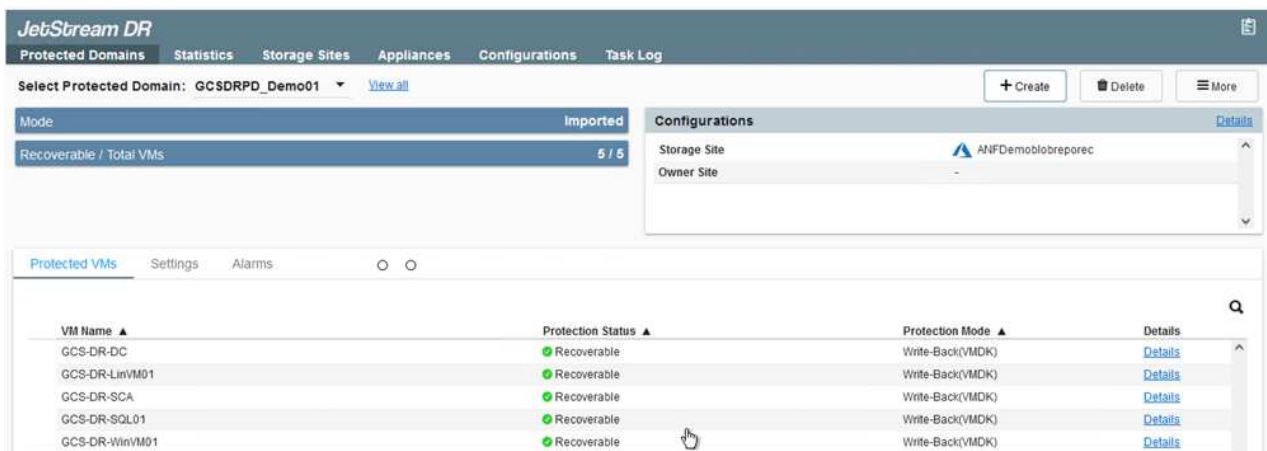 JetStream DR
Protected Domains Statistics Storage Sites Appliances Configurations Task Log
Select Protected Domain: GCSDRPD_Demo01 View all
+ Create Delete More
Mode Imported
Recoverable / Total VMs 5 / 5
Configurations Details
Storage Site ANFDemoblobreporec
Owner Site -
Protected VMs Settings Alarms
VM Name ▲ Protection Status ▲ Protection Mode ▲ Details
GCS-DR-DC Recoverable Write-Back(VMDK) Details
GCS-DR-LinVM01 Recoverable Write-Back(VMDK) Details
GCS-DR-SCA Recoverable Write-Back(VMDK) Details
GCS-DR-SQL01 Recoverable Write-Back(VMDK) Details
GCS-DR-WinVM01 Recoverable Write-Back(VMDK) Details